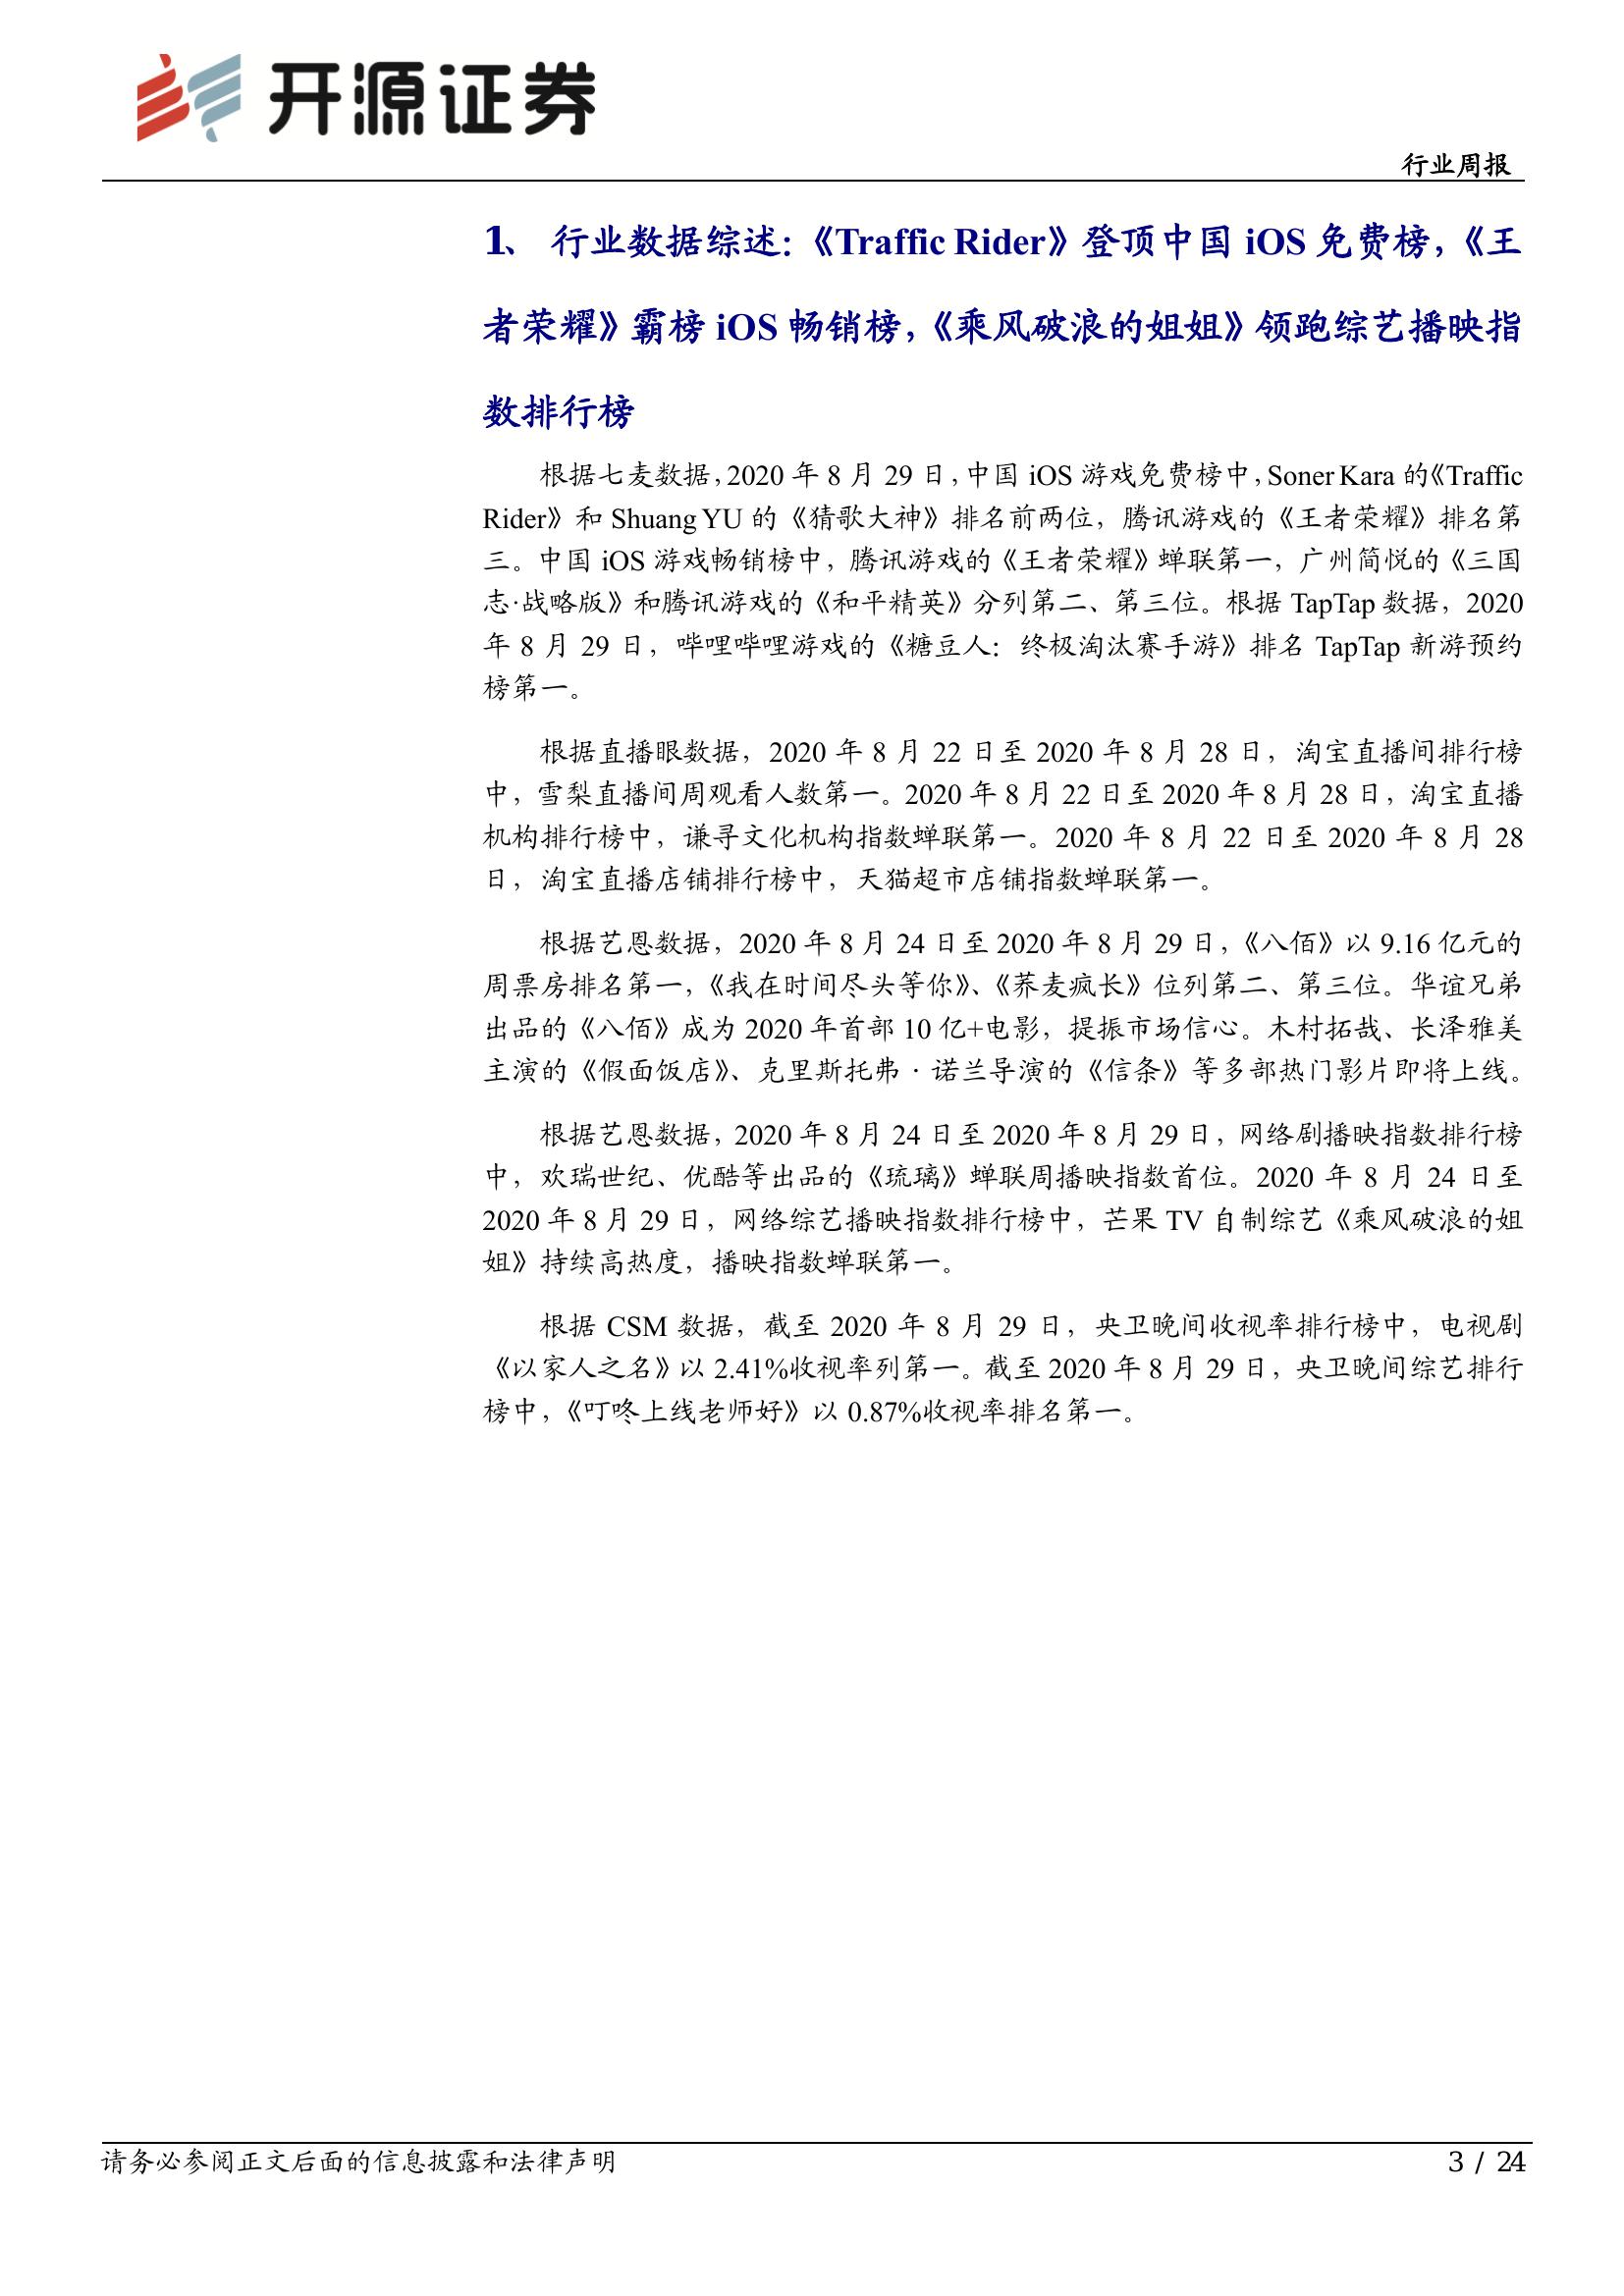 开源证券
行业周报
1、 行业数据综述：《Traffic Rider》登顶中国 iOS 免费榜，《王
者荣耀》霸榜 iOS 畅销榜，《乘风破浪的姐姐》领跑综艺播映指
数排行榜
根据七麦数据，2020 年 8 月 29 日，中国 iOS 游戏免费榜中，Soner Kara 的《Traffic
Rider》和 Shuang YU 的《猜歌大神》排名前两位，腾讯游戏的《王者荣耀》排名第
三。中国 iOS 游戏畅销榜中，腾讯游戏的《王者荣耀》蝉联第一，广州简悦的《三国
志·战略版》和腾讯游戏的《和平精英》分列第二、第三位。根据 TapTap 数据，2020
年 8 月 29 日，哔哩哔哩游戏的《糖豆人：终极淘汰赛手游》排名 TapTap 新游预约
榜第一。
根据直播眼数据，2020 年 8 月 22 日至 2020 年 8 月 28 日，淘宝直播间排行榜
中，雪梨直播间周观看人数第一。2020 年 8 月 22 日至 2020 年 8 月 28 日，淘宝直播
机构排行榜中，谦寻文化机构指数蝉联第一。2020 年 8 月 22 日至 2020 年 8 月 28
日，淘宝直播店铺排行榜中，天猫超市店铺指数蝉联第一。
根据艺恩数据，2020 年 8 月 24 日至 2020 年 8 月 29 日，《八佰》以 9.16 亿元的
周票房排名第一，《我在时间尽头等你》、《荞麦疯长》位列第二、第三位。华谊兄弟
出品的《八佰》成为 2020 年首部 10 亿+电影，提振市场信心。木村拓哉、长泽雅美
主演的《假面饭店》、克里斯托弗·诺兰导演的《信条》等多部热门影片即将上线。
根据艺恩数据，2020 年 8 月 24 日至 2020 年 8 月 29 日，网络剧播映指数排行榜
中，欢瑞世纪、优酷等出品的《琉璃》蝉联周播映指数首位。2020 年 8 月 24 日至
2020 年 8 月 29 日，网络综艺播映指数排行榜中，芒果 TV 自制综艺《乘风破浪的姐
姐》持续高热度，播映指数蝉联第一。
根据 CSM 数据，截至 2020 年 8 月 29 日，央卫晚间收视率排行榜中，电视剧
《以家人之名》以 2.41%收视率列第一。截至 2020 年 8 月 29 日，央卫晚间综艺排行
榜中，《叮咚上线老师好》以 0.87%收视率排名第一。
请务必参阅正文后面的信息披露和法律声明
3 / 24